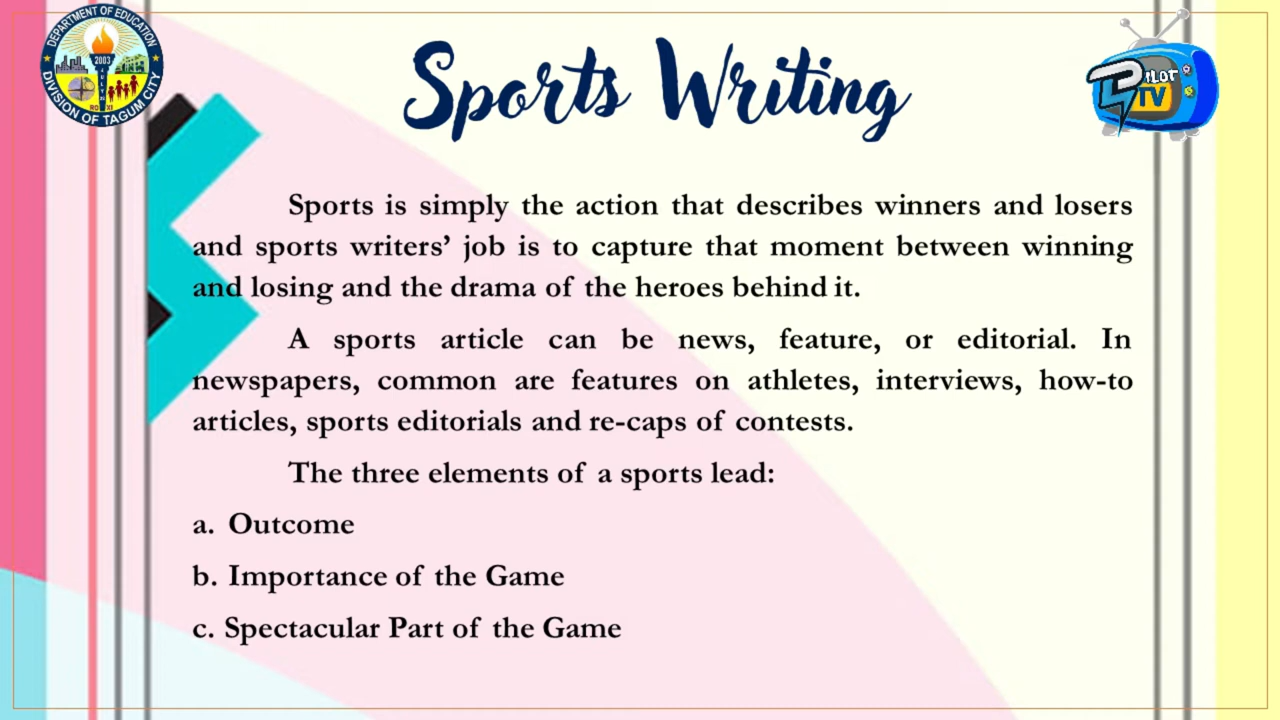 DEPARTMENT OF EDUCATION
2003
RO XI
DIVISION OF TAGUM CITY
Sports Writing
PILOT
TV
Sports is simply the action that describes winners and losers
and sports writers’ job is to capture that moment between winning
and losing and the drama of the heroes behind it.
A sports article can be news, feature, or editorial. In
newspapers, common are features on athletes, interviews, how-to
articles, sports editorials and re-caps of contests.
The three elements of a sports lead:
a. Outcome
b. Importance of the Game
c. Spectacular Part of the Game